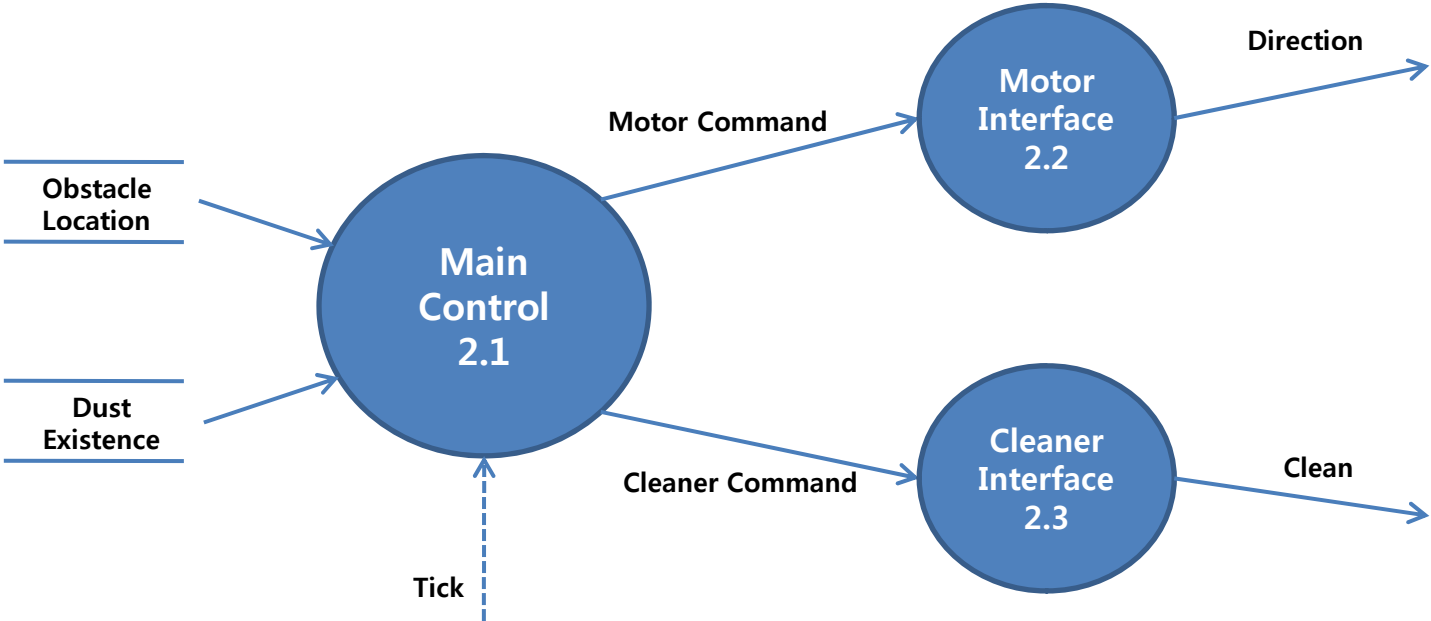 Direction
Motor
Interface
2.2
Motor Command
Obstacle
Location
Main
Control
2.1
Dust
Existence
Cleaner
Interface
2.3
Clean
Cleaner Command
Tick